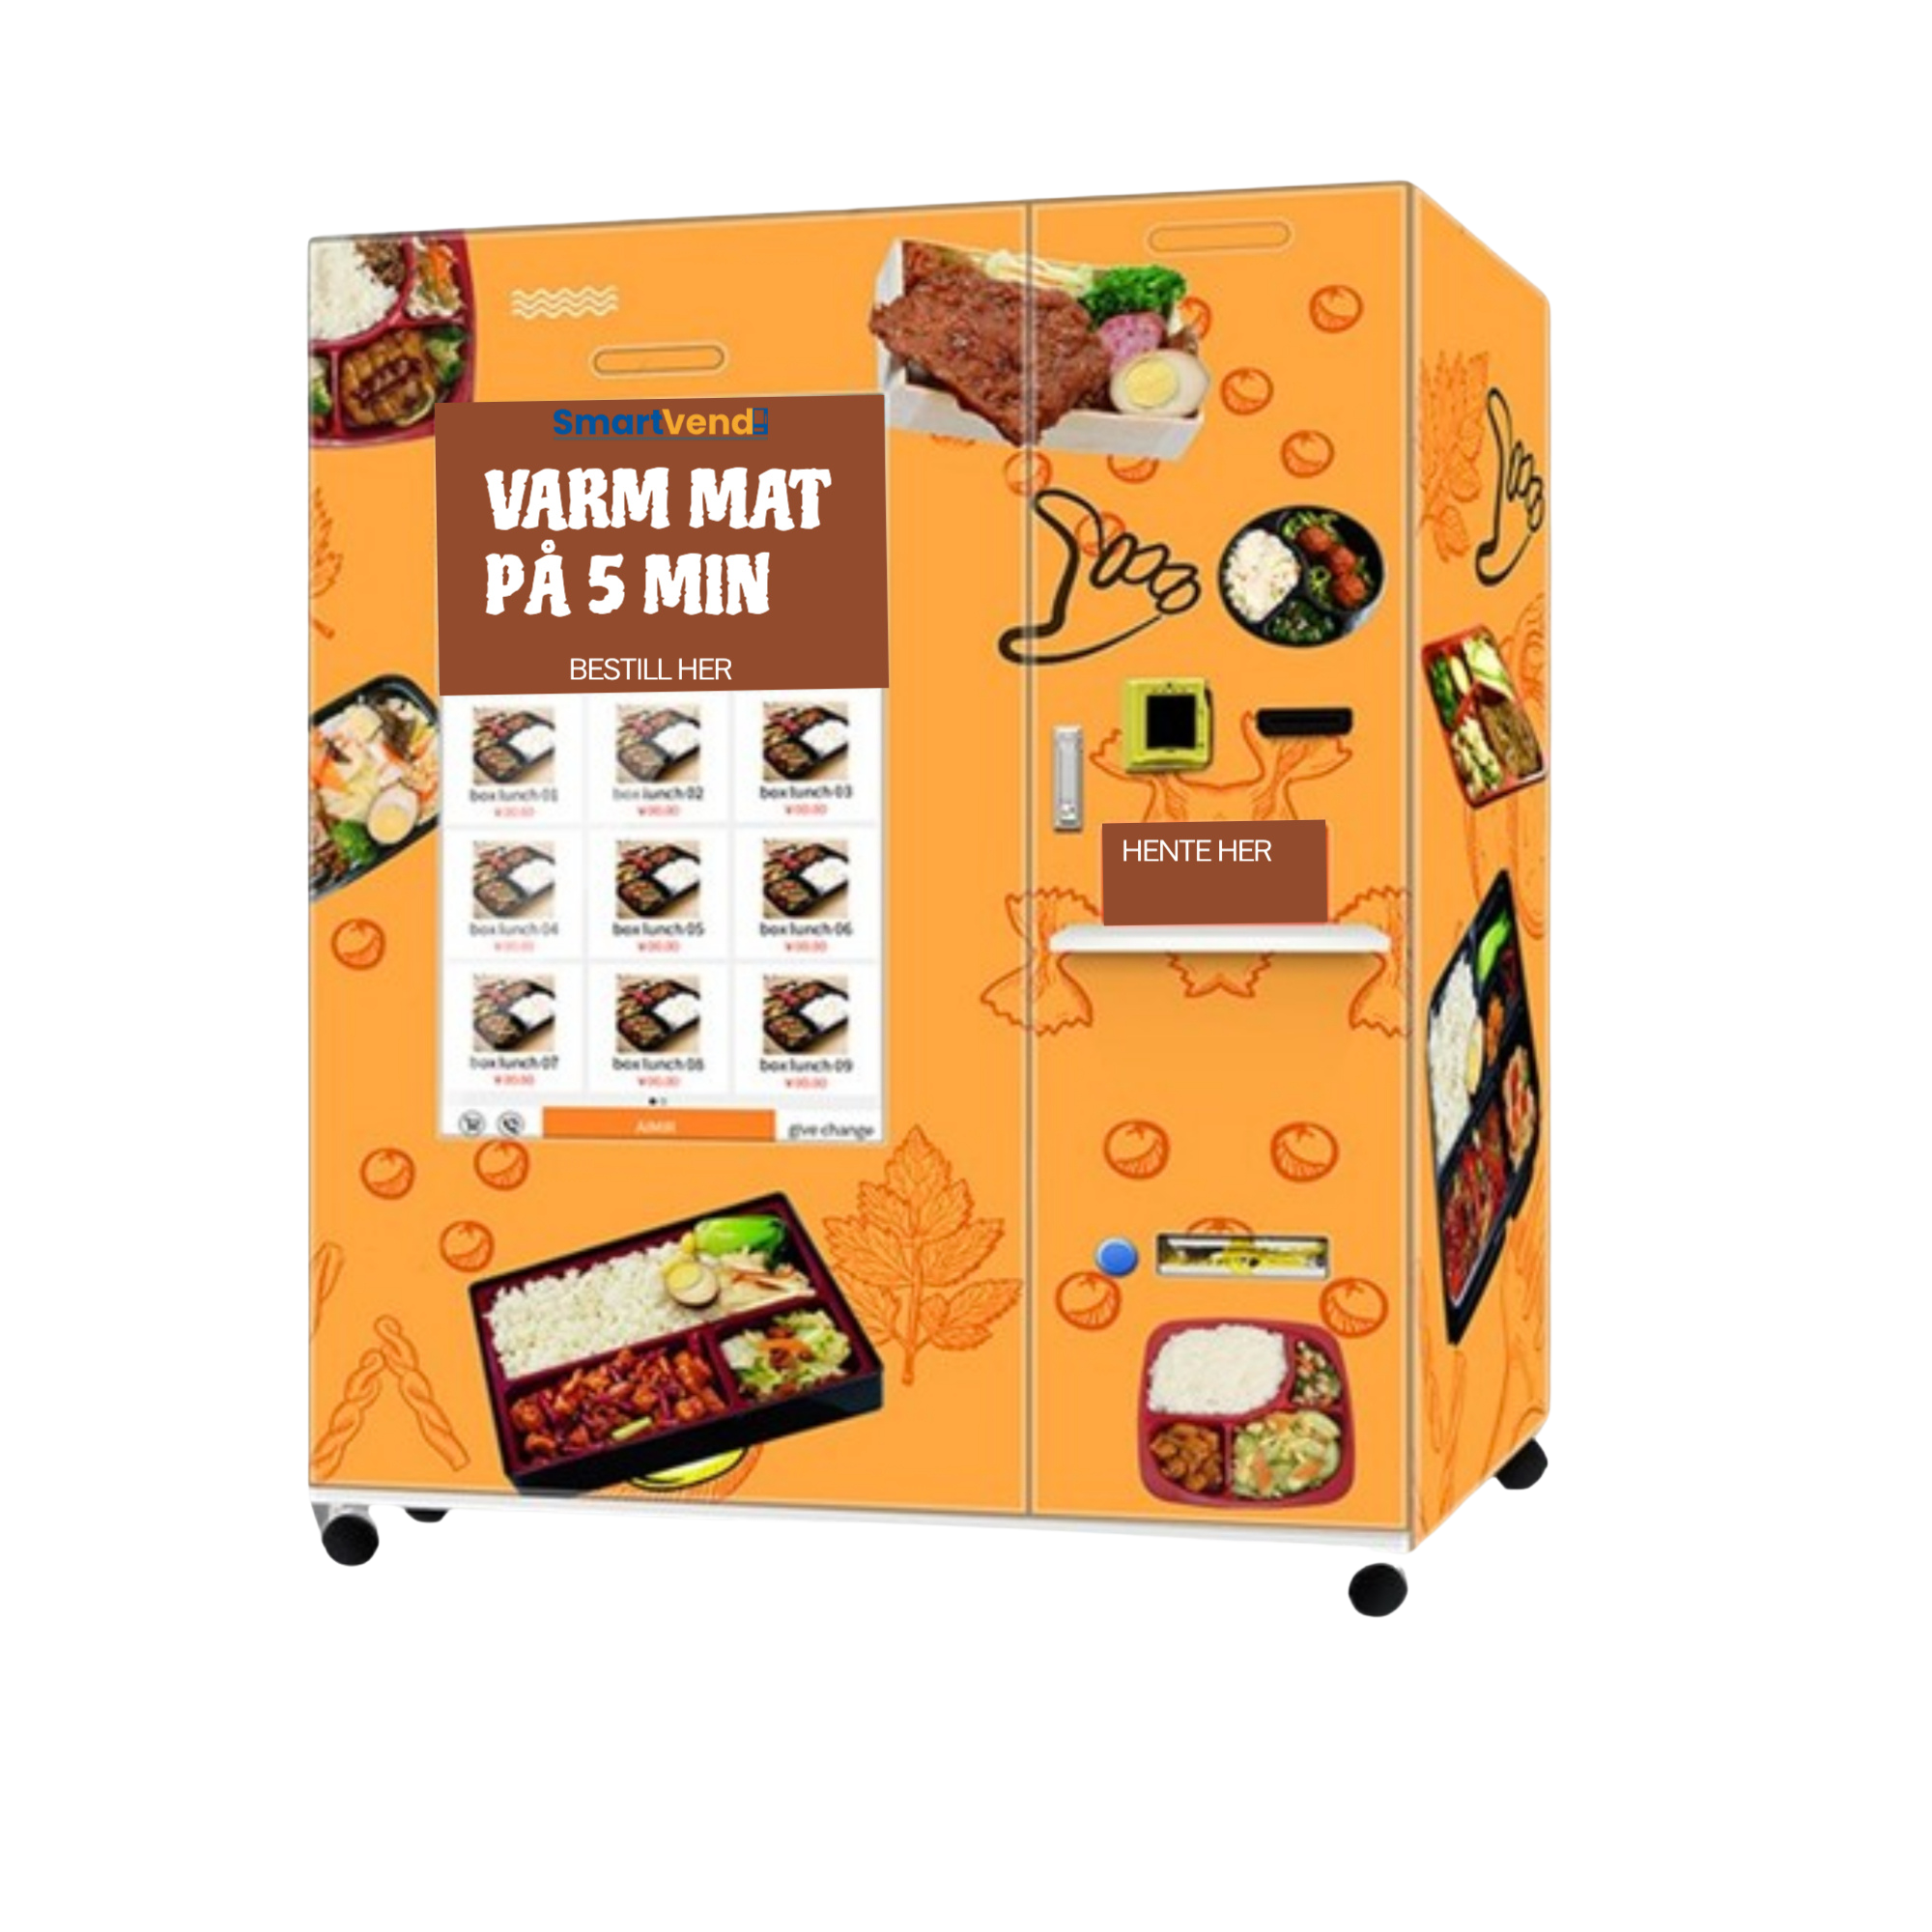 SmartVend
VARM MAT
PÅ 5 MIN
BESTILL HER
box lunch 01
box lunch 02
box lunch 03
HENTE HER
box lunch 04
box lunch 05
box lunch 06
box lunch 07
box lunch 08
box lunch 09
give change